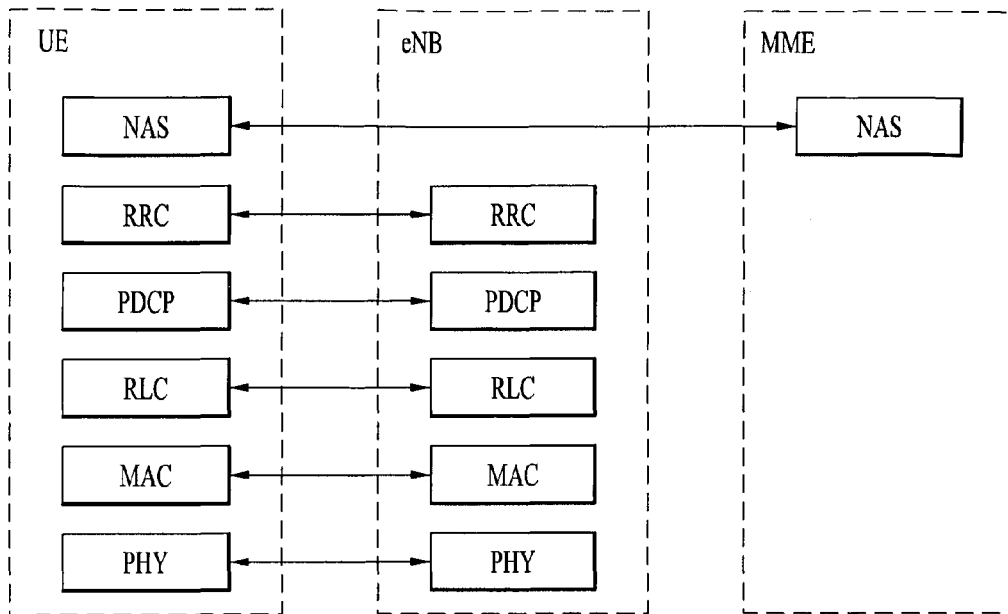 UE eNB MME
NAS NAS
RRC RRC
PDCP PDCP
RLC RLC
MAC MAC
PHY PHY